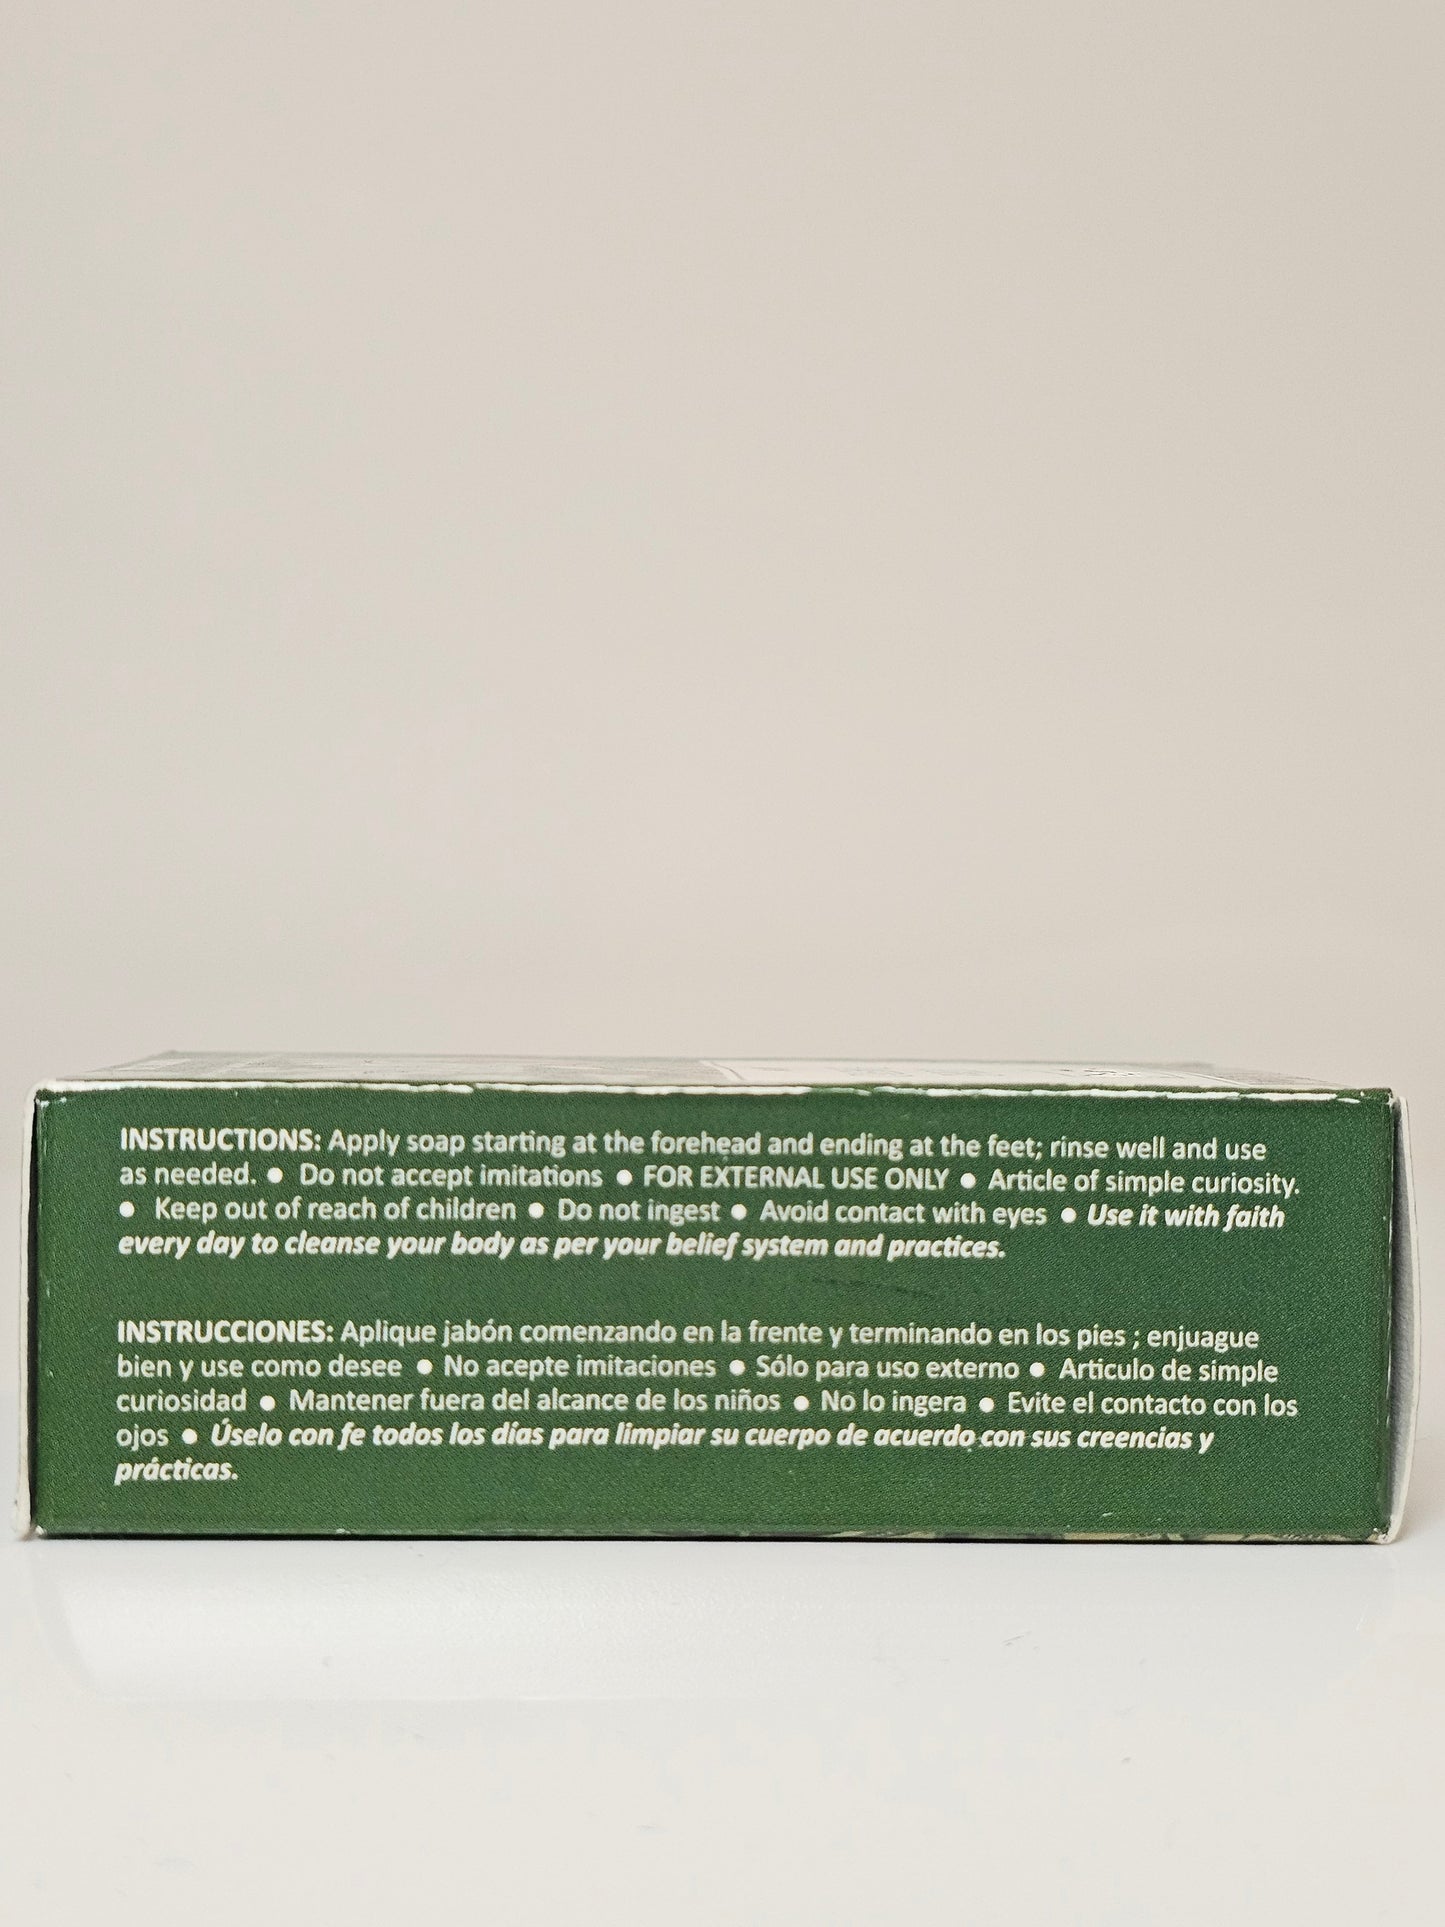 INSTRUCTIONS: Apply soap starting at the forehead and ending at the feet; rinse well and use
as needed. ● Do not accept imitations ● FOR EXTERNAL USE ONLY ● Article of simple curiosity.
● Keep out of reach of children ● Do not ingest ● Avoid contact with eyes ● Use it with faith
every day to cleanse your body as per your belief system and practices.
INSTRUCCIONES: Aplique jabón comenzando en la frente y terminando en los pies ; enjuague
bien y use como desee ● No acepte imitaciones ● Sólo para uso externo ● Articulo de simple
curiosidad ● Mantener fuera del alcance de los niños ● No lo ingera ● Evite el contacto con los
ojos ● Úselo con fe todos los días para limpiar su cuerpo de acuerdo con sus creencias y
prácticas.